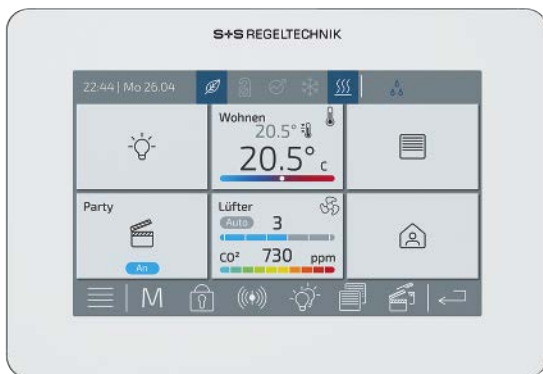 S+S REGELTECHNIK
22:44 | Mo 26.04
Wohnen
20.5°
20.5° c
Party
An
Lüfter
Auto 3
CO² 730 ppm
M